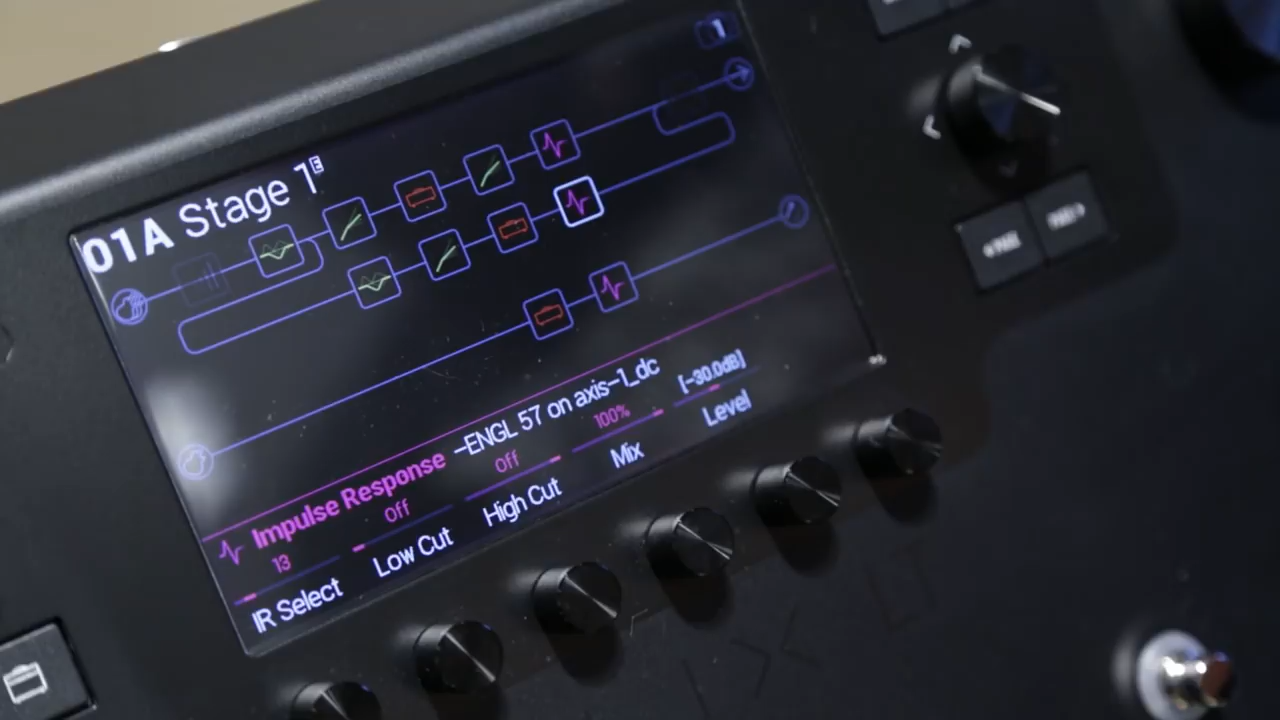 1
01A Stage 1E
Impulse Response -ENGL 57 on axis-1_dc
13 Off Off 100% [-30.0dB]
IR Select Low Cut High Cut Mix Level